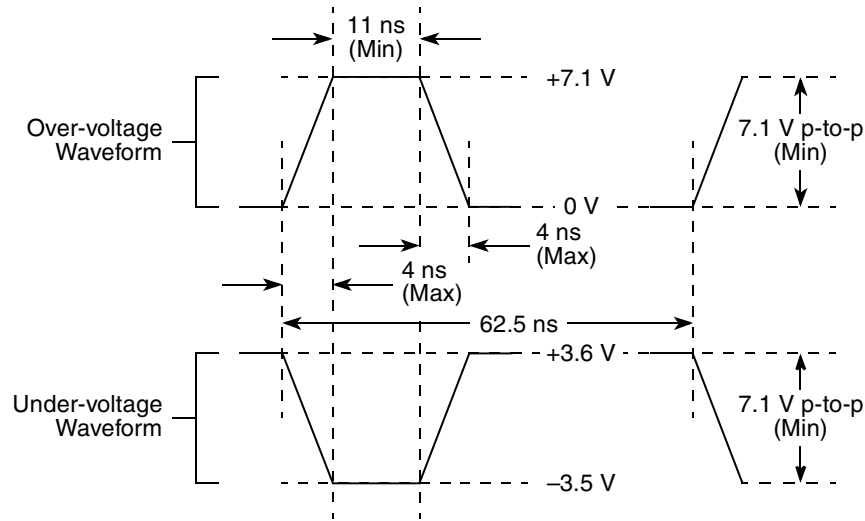 11 ns
(Min)
+7.1 V
Over-voltage
Waveform
7.1 V p-to-p
(Min)
0 V
4 ns
(Max)
4 ns
(Max)
62.5 ns
+3.6 V
Under-voltage
Waveform
7.1 V p-to-p
(Min)
–3.5 V